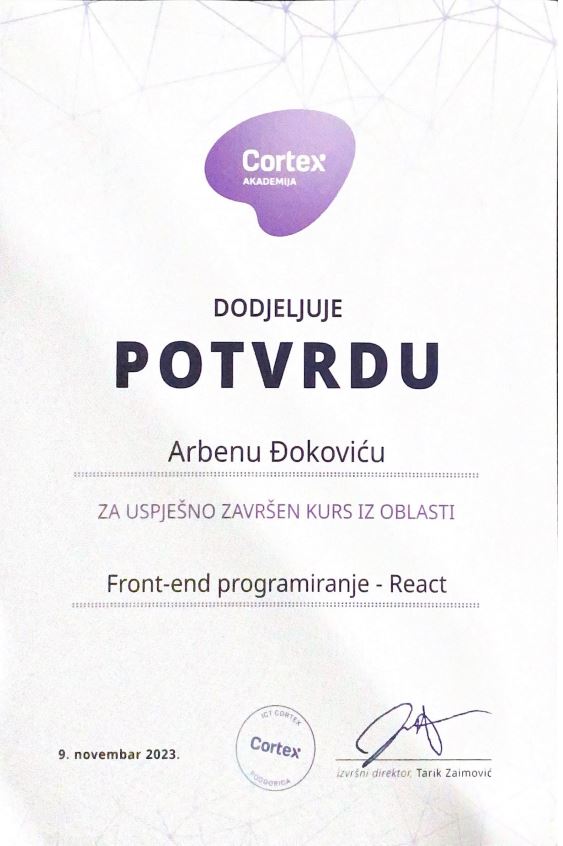 Cortex
AKADEMIJA
DODJELJUJE
POTVRDU
Arbenu Đokoviću
ZA USPJEŠNO ZAVRŠEN KURS IZ OBLASTI
Front-end programiranje - React
9. novembar 2023.
ICT CORTEX
Cortex
PODGORICA
izvršni direktor, Tarik Zaimović